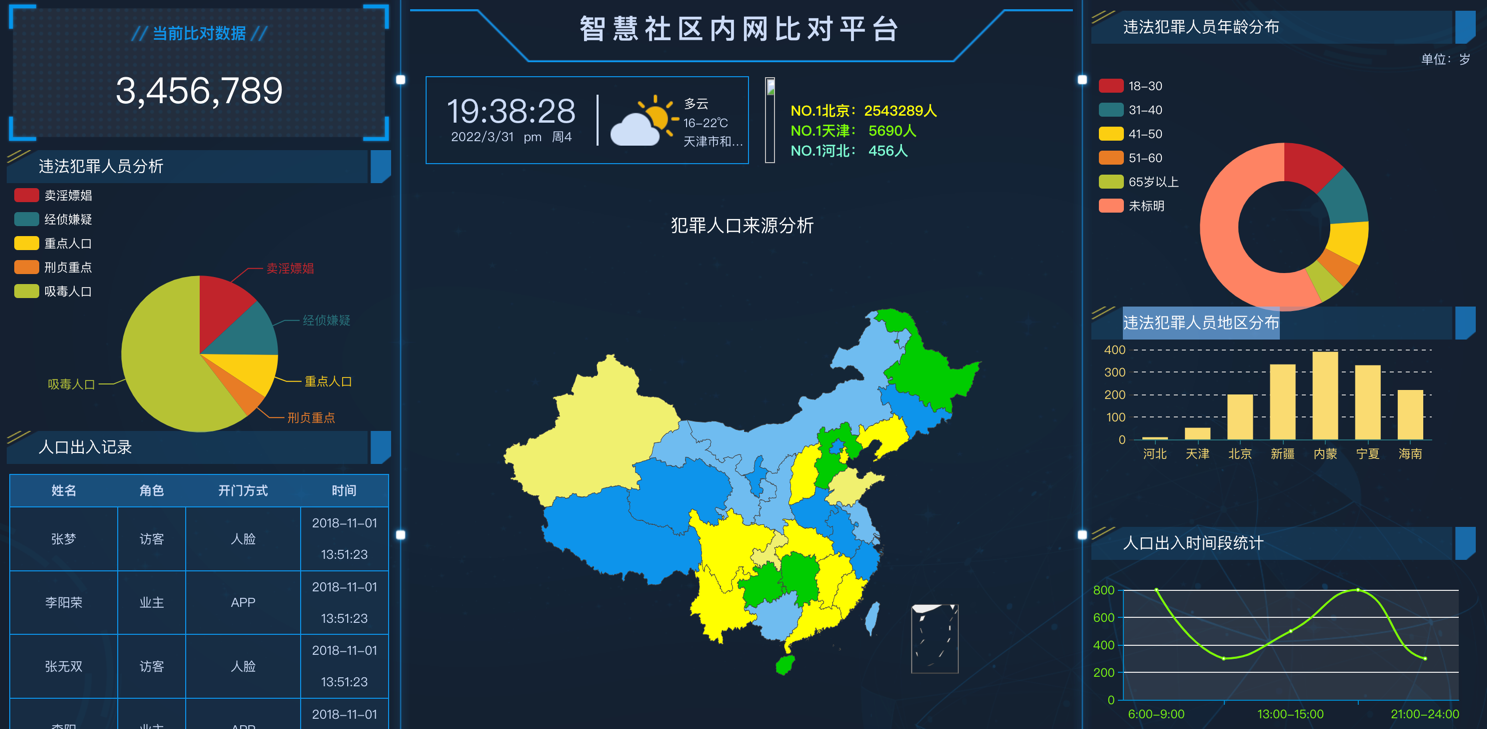 // 当前比对数据 //
3,456,789
违法犯罪人员分析
卖淫嫖娼
经侦嫌疑
重点人口
刑贞重点
吸毒人口
卖淫嫖娼
经侦嫌疑
重点人口
刑贞重点
吸毒人口
人口出入记录
姓名 角色 开门方式 时间
张梦 访客 人脸 2018-11-01 13:51:23
李阳荣 业主 APP 2018-11-01 13:51:23
张无双 访客 人脸 2018-11-01 13:51:23
2018-11-01
智慧社区内网比对平台
19:38:28
2022/3/31 pm 周4
多云
16-22℃
天津市和...
NO.1北京：2543289人
NO.1天津： 5690人
NO.1河北： 456人
犯罪人口来源分析
违法犯罪人员年龄分布
单位：岁
18-30
31-40
41-50
51-60
65岁以上
未标明
违法犯罪人员地区分布
400
300
200
100
0
河北 天津 北京 新疆 内蒙 宁夏 海南
人口出入时间段统计
800
600
400
200
0
6:00-9:00 13:00-15:00 21:00-24:00